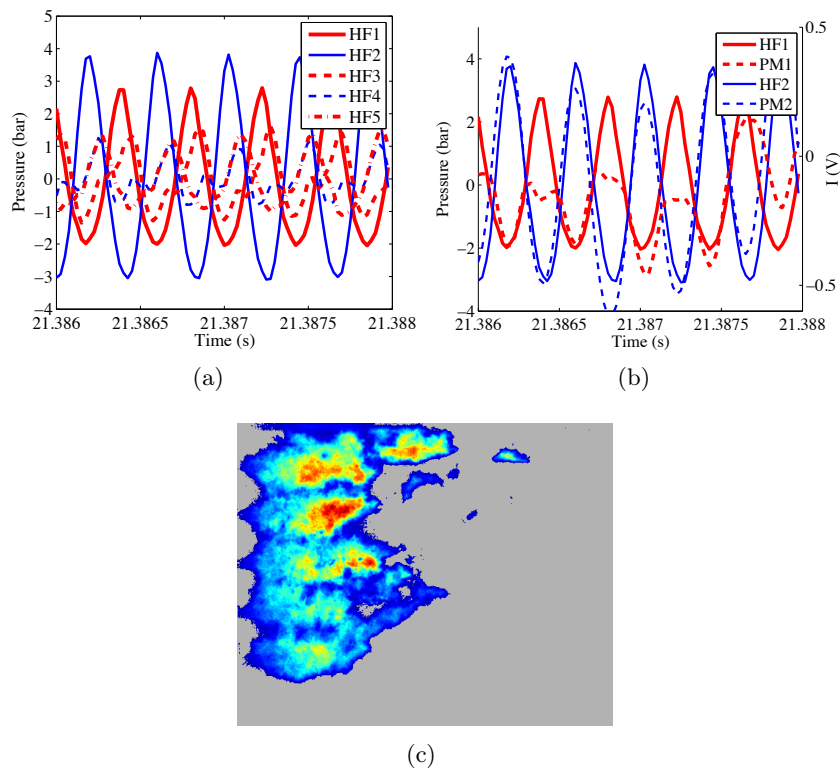 5
4
3
2
1
0
−1
−2
−3
−4
Pressure (bar)
21.386 21.3865 21.387 21.3875 21.388
Time (s)
HF1
HF2
HF3
HF4
HF5
(a)
4
2
0
−2
−4
Pressure (bar)
0.5
0
−0.5
I (V)
21.386 21.3865 21.387 21.3875 21.388
Time (s)
HF1
PM1
HF2
PM2
(b)
(c)